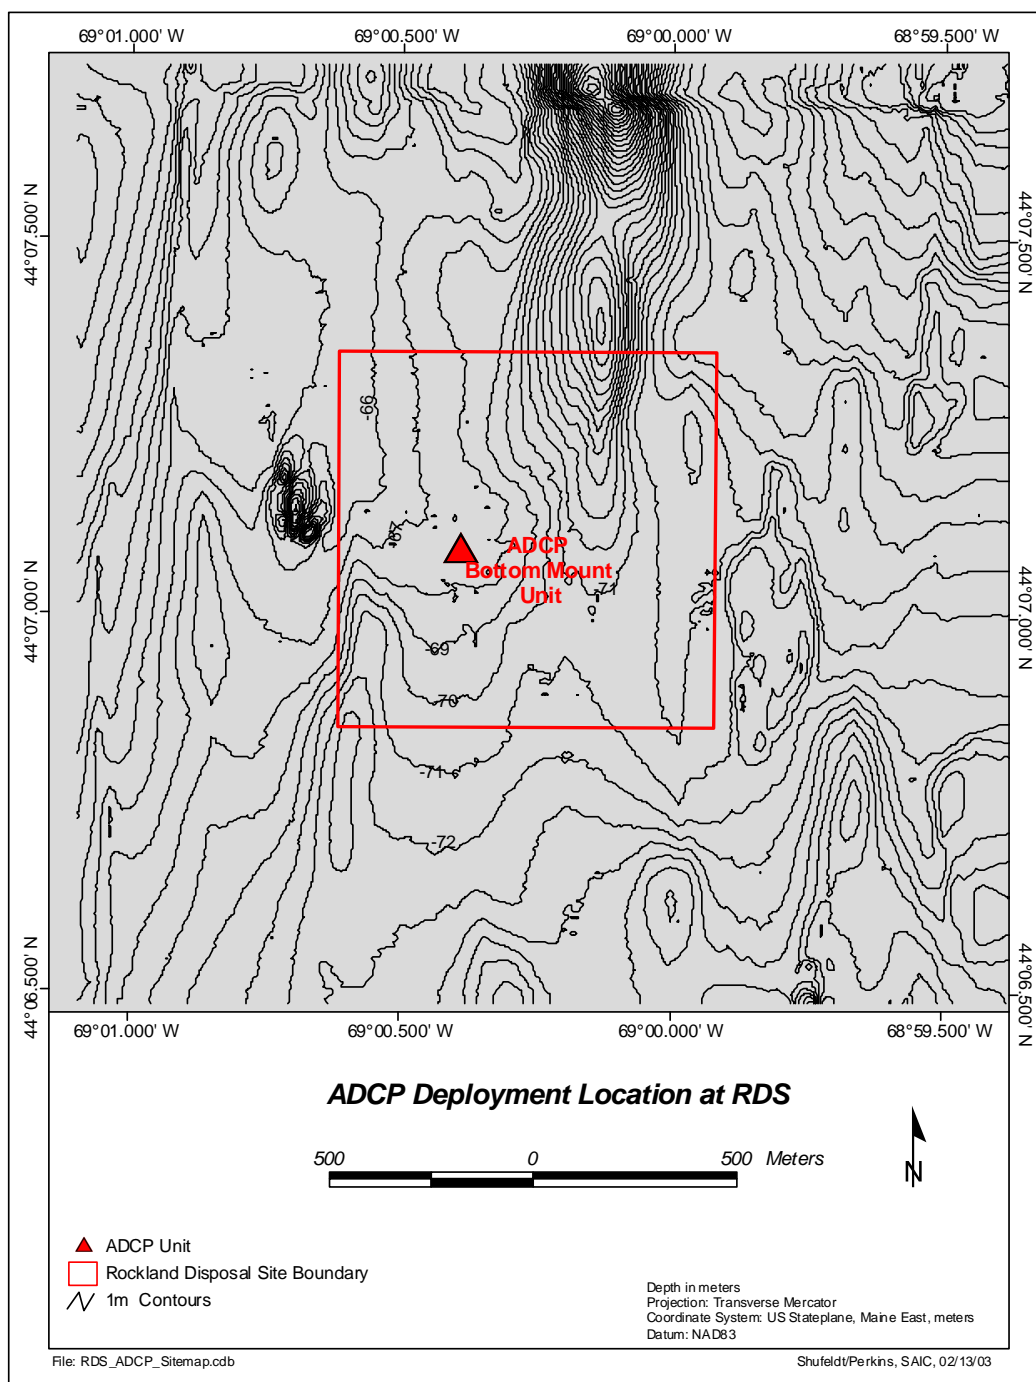 69°01.000' W 69°00.500' W 69°00.000' W 68°59.500' W
44°07.500' N
44°07.500' N
-66
-67
ADCP
Bottom Mount
Unit
-71
44°07.000' N
44°07.000' N
-69
-70
-71
-72
44°06.500' N
44°06.500' N
69°01.000' W 69°00.500' W 69°00.000' W 68°59.500' W
ADCP Deployment Location at RDS
500 0 500 Meters
N
ADCP Unit
Rockland Disposal Site Boundary
1m Contours
Depth in meters
Projection: Transverse Mercator
Coordinate System: US Stateplane, Maine East, meters
Datum: NAD83
File: RDS_ADCP_Sitemap.cdb
Shufeldt/Perkins, SAIC, 02/13/03